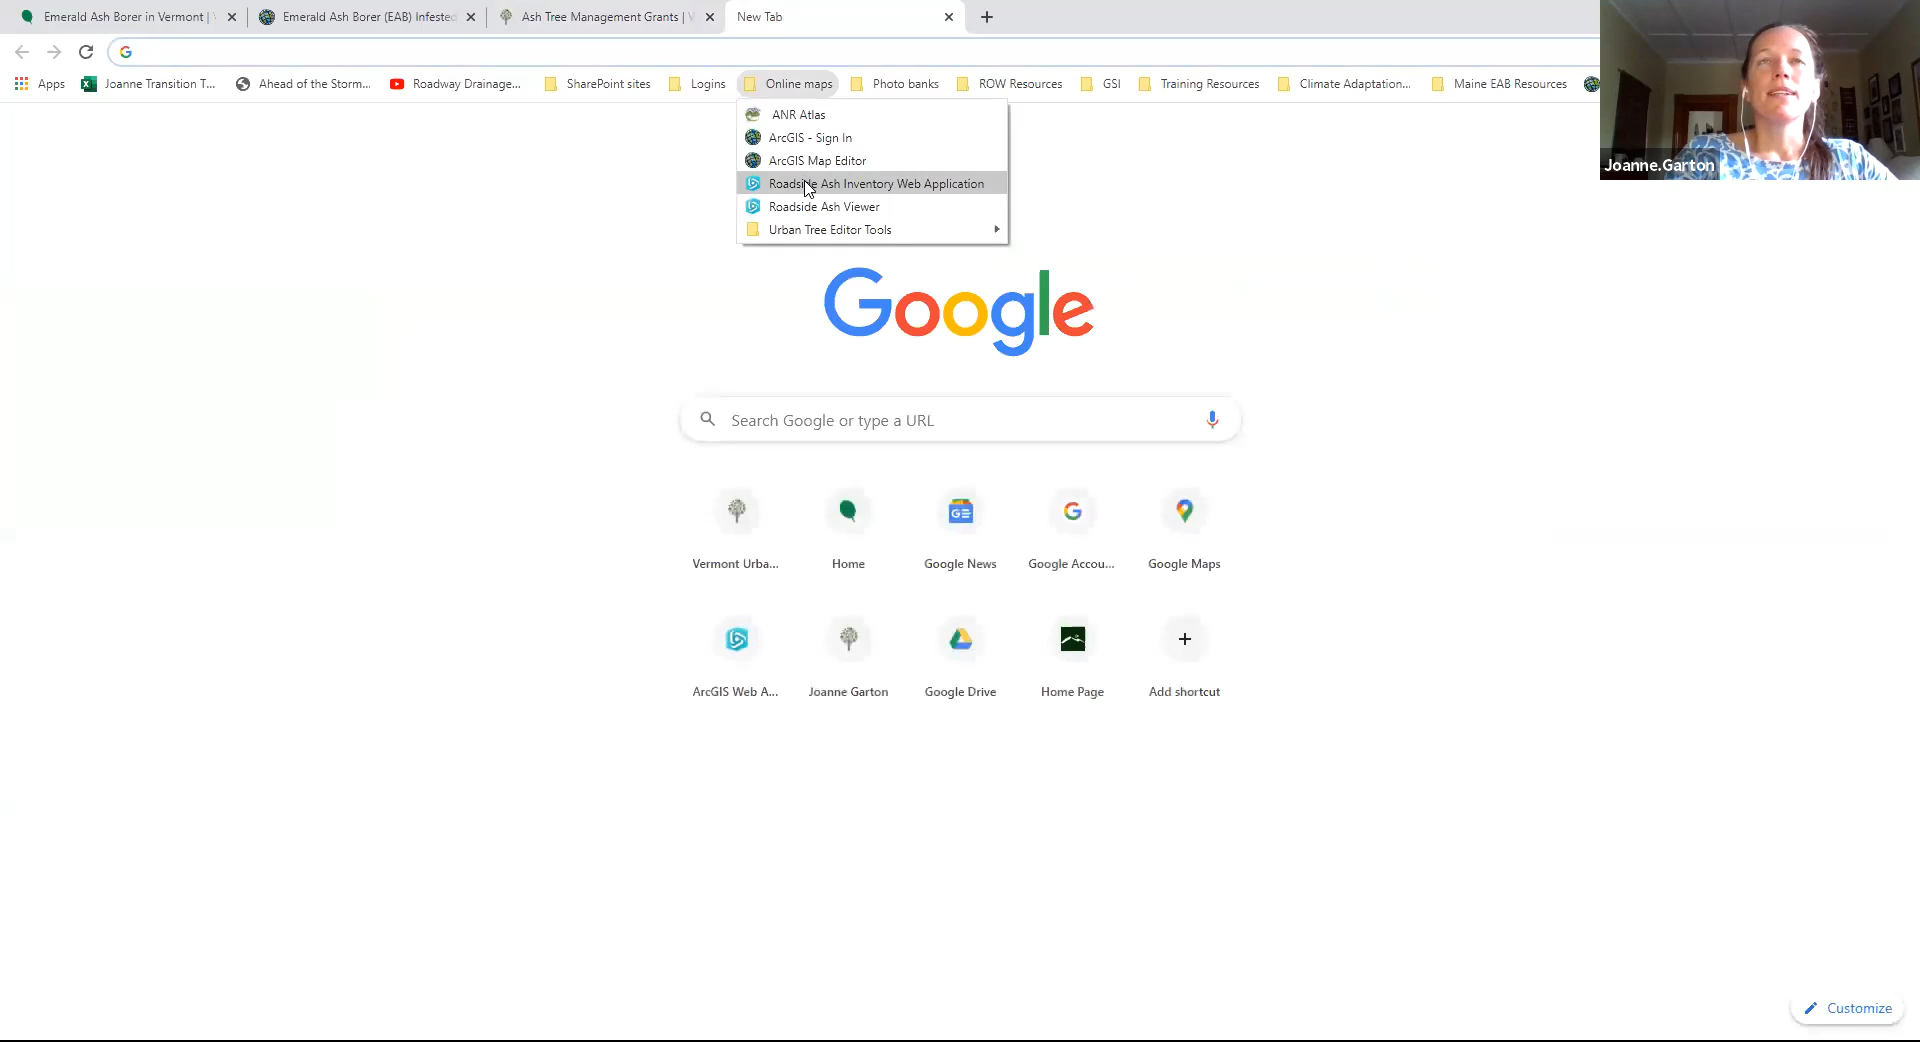 Emerald Ash Borer in Vermont |
Emerald Ash Borer (EAB) Infested
Ash Tree Management Grants |
New Tab
Apps
Joanne Transition T...
Ahead of the Storm...
Roadway Drainage...
SharePoint sites
Logins
Online maps
Photo banks
ROW Resources
GSI
Training Resources
Climate Adaptation...
Maine EAB Resources
ANR Atlas
ArcGIS - Sign In
ArcGIS Map Editor
Roadside Ash Inventory Web Application
Roadside Ash Viewer
Urban Tree Editor Tools
Joanne.Garton
Google
Search Google or type a URL
Vermont Urba...
Home
Google News
Google Accou...
Google Maps
ArcGIS Web A...
Joanne Garton
Google Drive
Home Page
Add shortcut
Customize